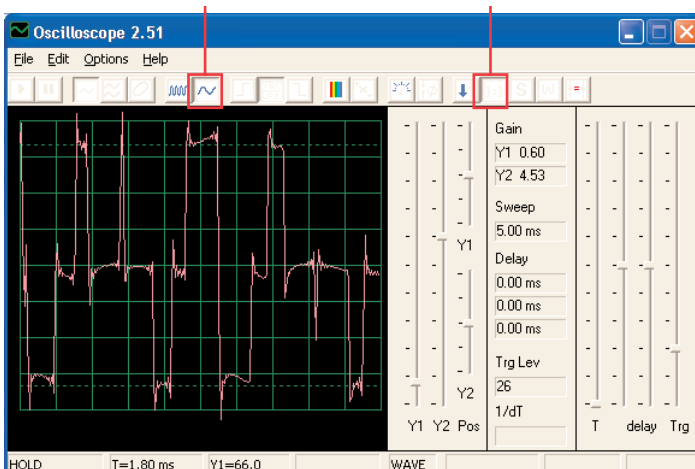 Oscilloscope 2.51
File Edit Options Help
S W =
Gain
Y1 0.60
Y2 4.53
Sweep
5.00 ms
Y1
Delay
0.00 ms
0.00 ms
0.00 ms
Trg Lev
26
Y2
1/dT
Y1 Y2 Pos
T delay Trg
HOLD T=1.80 ms Y1=66.0 WAVE